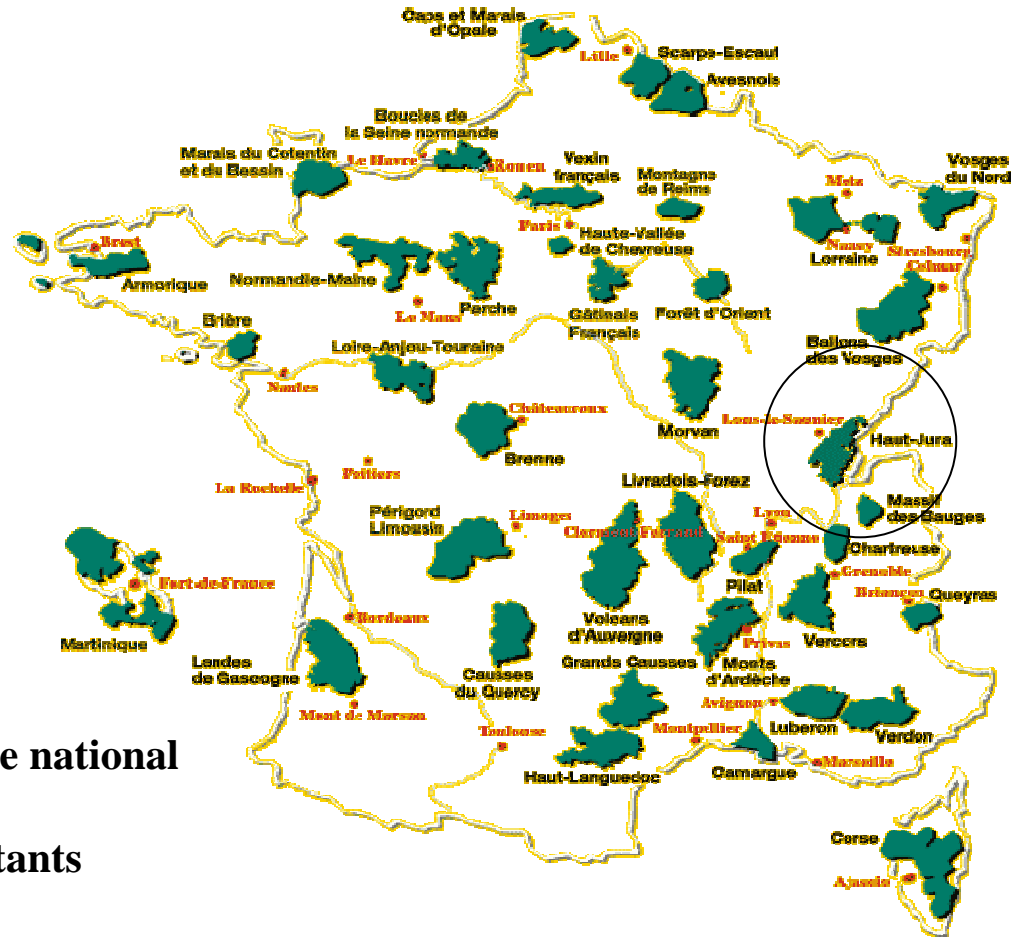 Caps et Marais
d'Opale
Lille
Scarpe-Escaut
Avesnois
Boucles de
la Seine normande
Marais du Cotentin
et du Bessin
Le Havre
Rouen
Vexin
français
Montagne
de Reims
Metz
Vosges
du Nord
Brest
Armorique
Normandie-Maine
Paris
Haute-Vallée
de Chevreuse
Nancy
Lorraine
Strasbourg
Colmar
Le Mans
Perche
Gâtinais
Français
Forêt d'Orient
Brière
Loire-Anjou-Touraine
Ballons
des Vosges
Nantes
Châteauroux
Brenne
Morvan
Lons-le-Saunier
Haut-Jura
Poitiers
La Rochelle
Livradois-Forez
Périgord
Limousin
Limoges
Clermont Ferrand
Lyon
Saint Etienne
Massif
des Bauges
Chartreuse
Pilat
Grenoble
Briançon
Queyras
Fort-de-France
Martinique
Bordeaux
Volcans
d'Auvergne
Privas
Vercors
Landes
de Gascogne
Causses
du Quercy
Grands Causses
Monts
d'Ardèche
Mont de Marsan
Avignon
Luberon
Verdon
Toulouse
Montpellier
Haut-Languedoc
Camargue
Marseille
e national
tants
Corse
Ajaccio